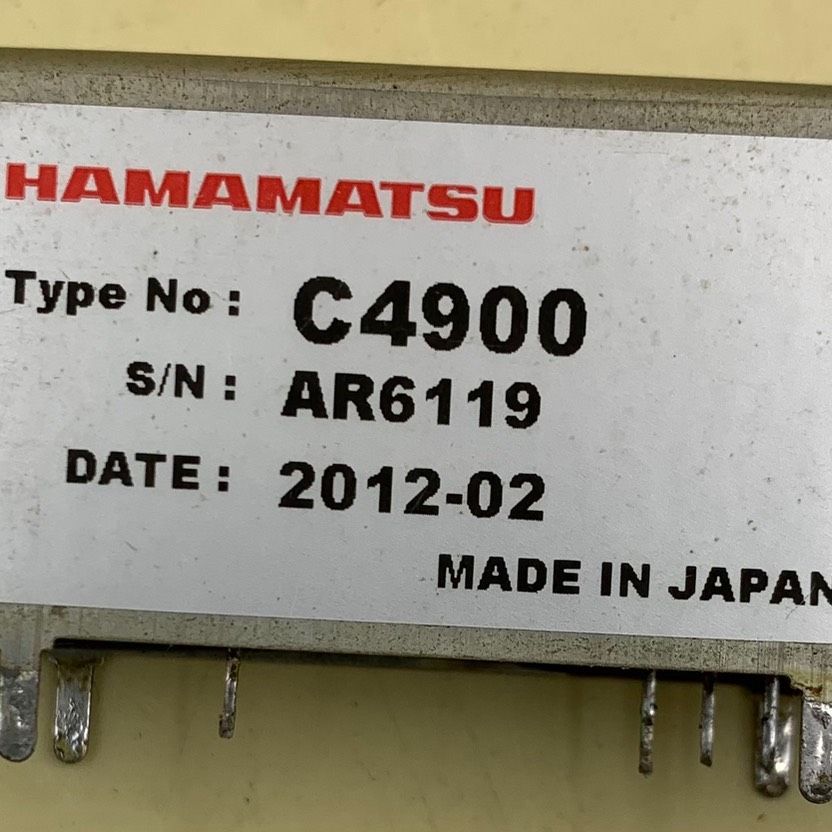 HAMAMATSU
Type No: C4900
S/N: AR6119
DATE: 2012-02
MADE IN JAPAN